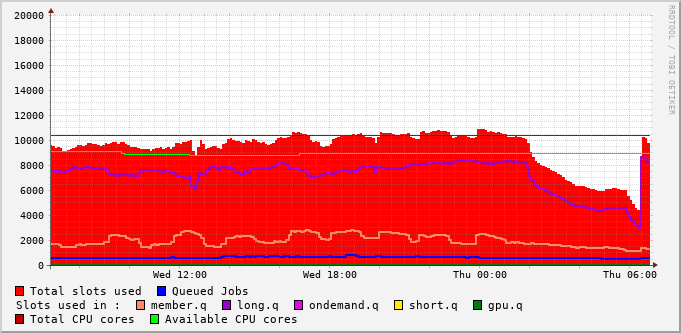 20000
18000
16000
14000
12000
10000
8000
6000
4000
2000
0
Wed 12:00 Wed 18:00 Thu 00:00 Thu 06:00
RRDTOOL / TOBI OETIKER
Total slots used Queued Jobs
Slots used in : member.q long.q ondemand.q short.q gpu.q
Total CPU cores Available CPU cores